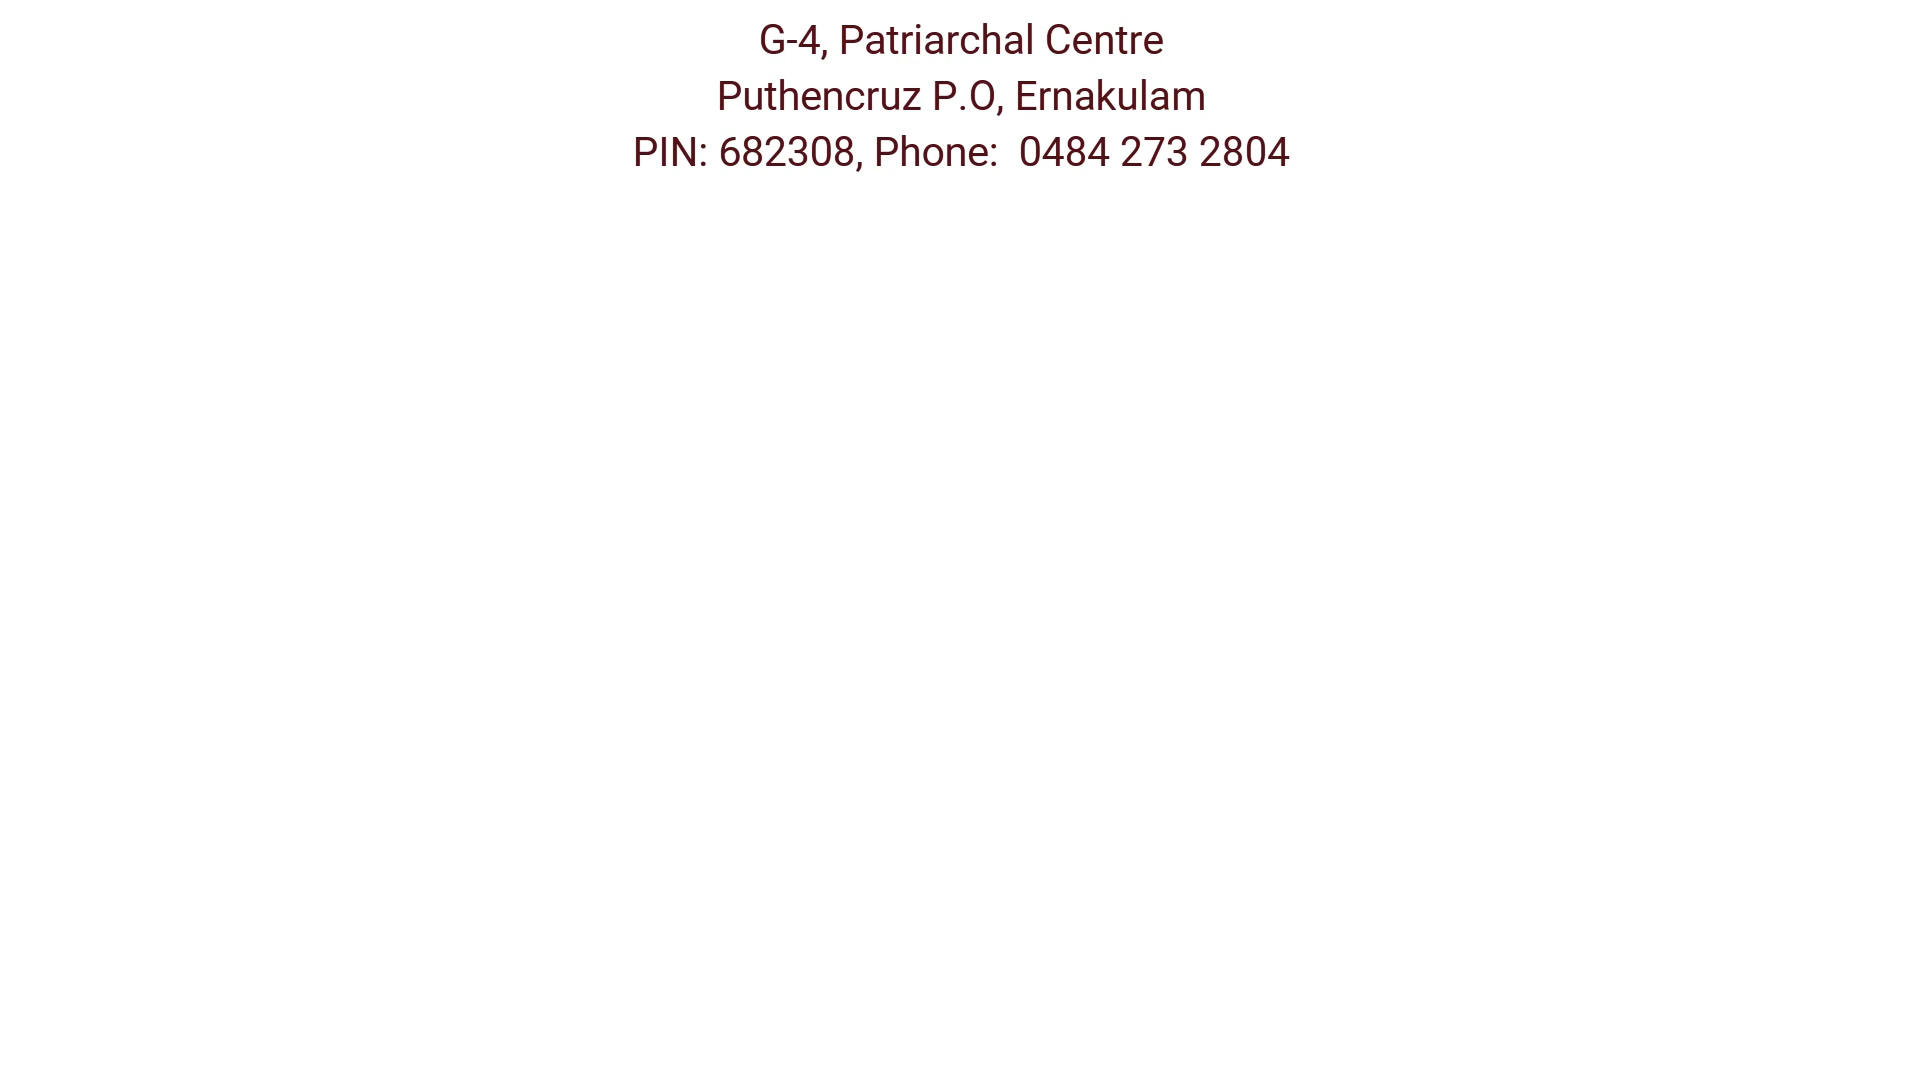 G-4, Patriarchal Centre
Puthencruz P.O, Ernakulam
PIN: 682308, Phone:  0484 273 2804